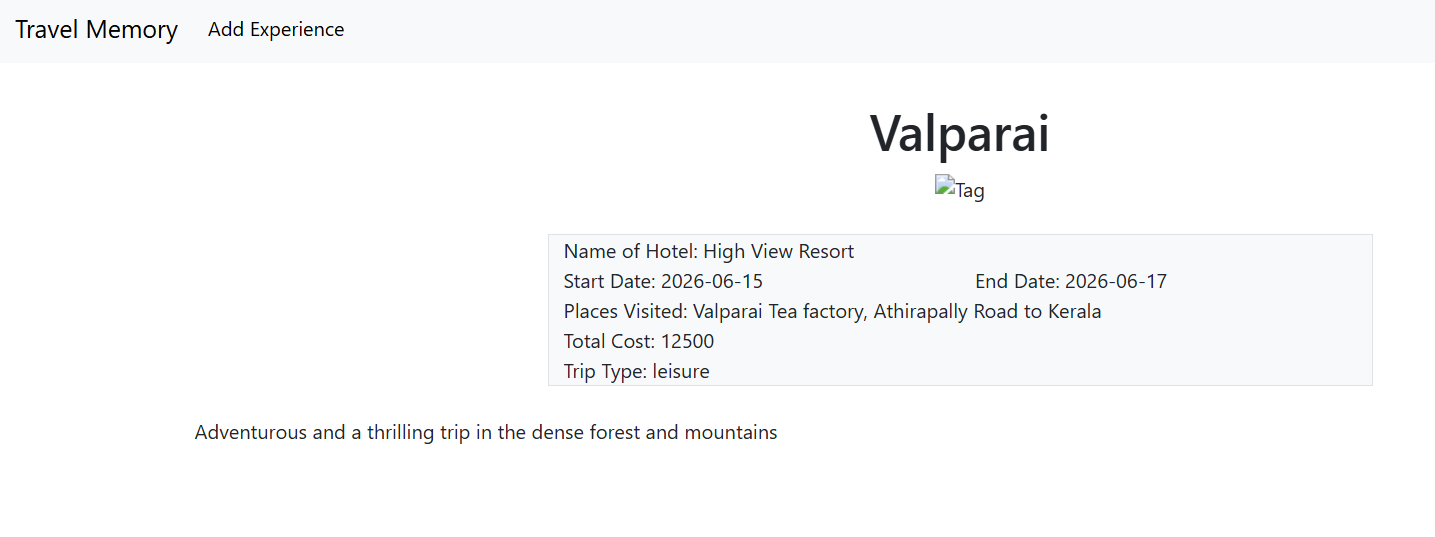 Travel Memory Add Experience
Valparai
Tag
Name of Hotel: High View Resort
Start Date: 2026-06-15 End Date: 2026-06-17
Places Visited: Valparai Tea factory, Athirapally Road to Kerala
Total Cost: 12500
Trip Type: leisure
Adventurous and a thrilling trip in the dense forest and mountains